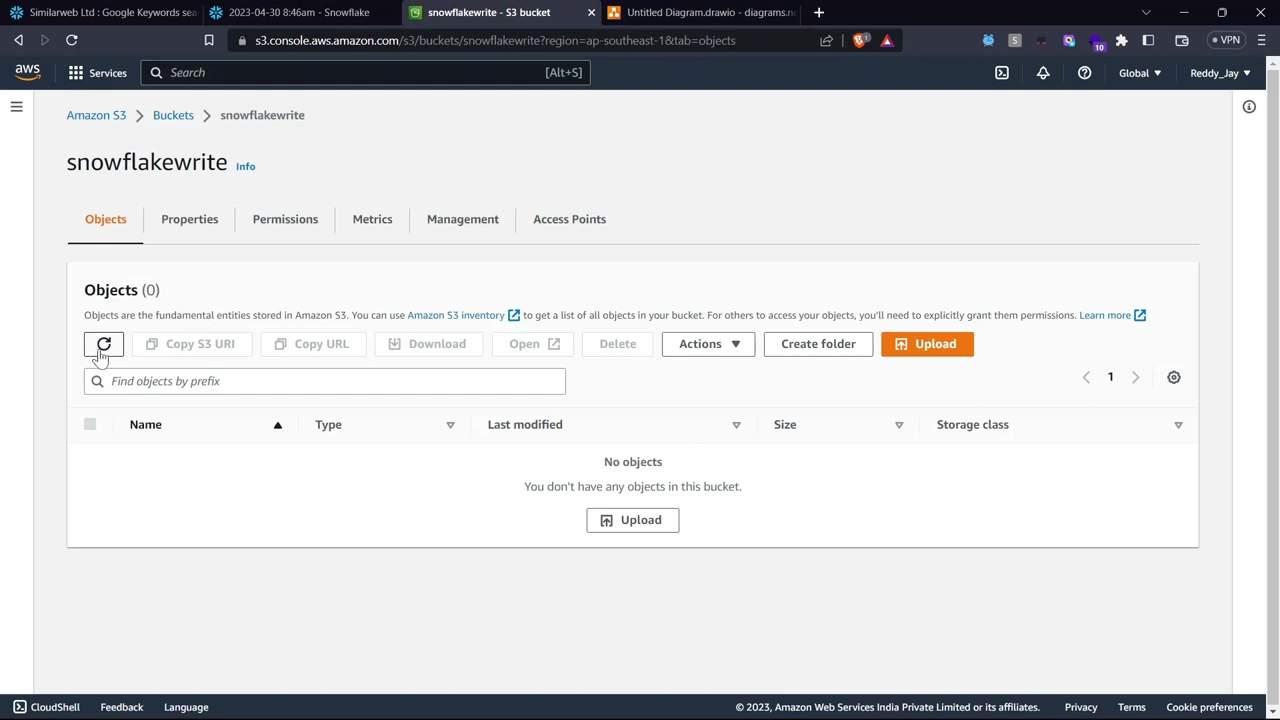 Similarweb Ltd : Google Keywords sea
2023-04-30 8:46am - Snowflake
snowflakewrite - S3 bucket
Untitled Diagram.drawio - diagrams.ne
s3.console.aws.amazon.com/s3/buckets/snowflakewrite?region=ap-southeast-1&tab=objects
1
S
10
VPN
aws
Services
Search
[Alt+S]
Global
Reddy_Jay
Amazon S3
Buckets
snowflakewrite
snowflakewrite
Info
Objects
Properties
Permissions
Metrics
Management
Access Points
Objects (0)
Objects are the fundamental entities stored in Amazon S3. You can use Amazon S3 inventory to get a list of all objects in your bucket. For others to access your objects, you'll need to explicitly grant them permissions. Learn more
Copy S3 URI
Copy URL
Download
Open
Delete
Actions
Create folder
Upload
Find objects by prefix
1
Name
Type
Last modified
Size
Storage class
No objects
You don't have any objects in this bucket.
Upload
CloudShell
Feedback
Language
© 2023, Amazon Web Services India Private Limited or its affiliates.
Privacy
Terms
Cookie preferences